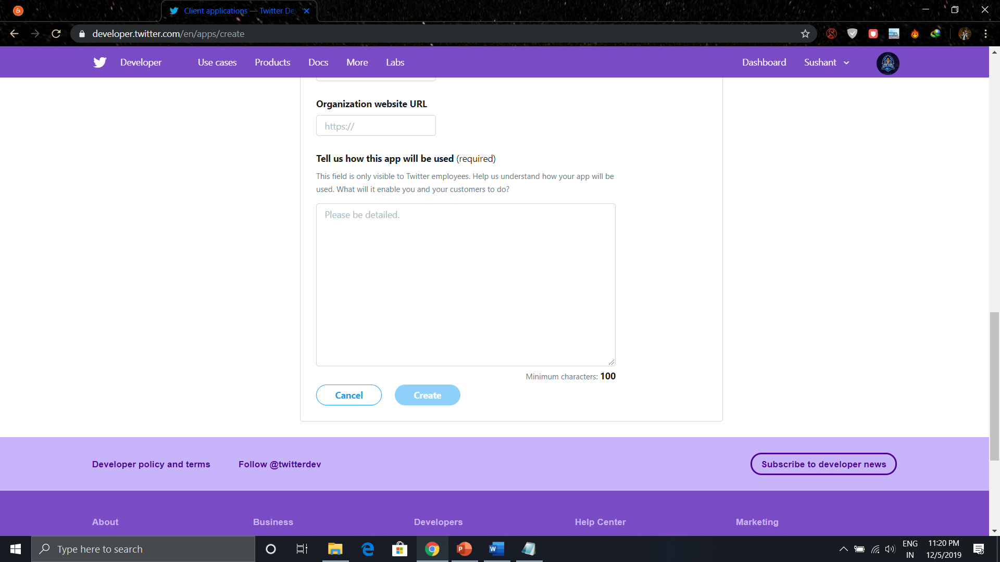 Client applications — Twitter De
developer.twitter.com/en/apps/create
Developer Use cases Products Docs More Labs Dashboard Sushant
Organization website URL
https://
Tell us how this app will be used (required)
This field is only visible to Twitter employees. Help us understand how your app will be
used. What will it enable you and your customers to do?
Please be detailed.
Minimum characters: 100
Cancel Create
Developer policy and terms Follow @twitterdev Subscribe to developer news
About Business Developers Help Center Marketing
Type here to search
ENG
IN
11:20 PM
12/5/2019